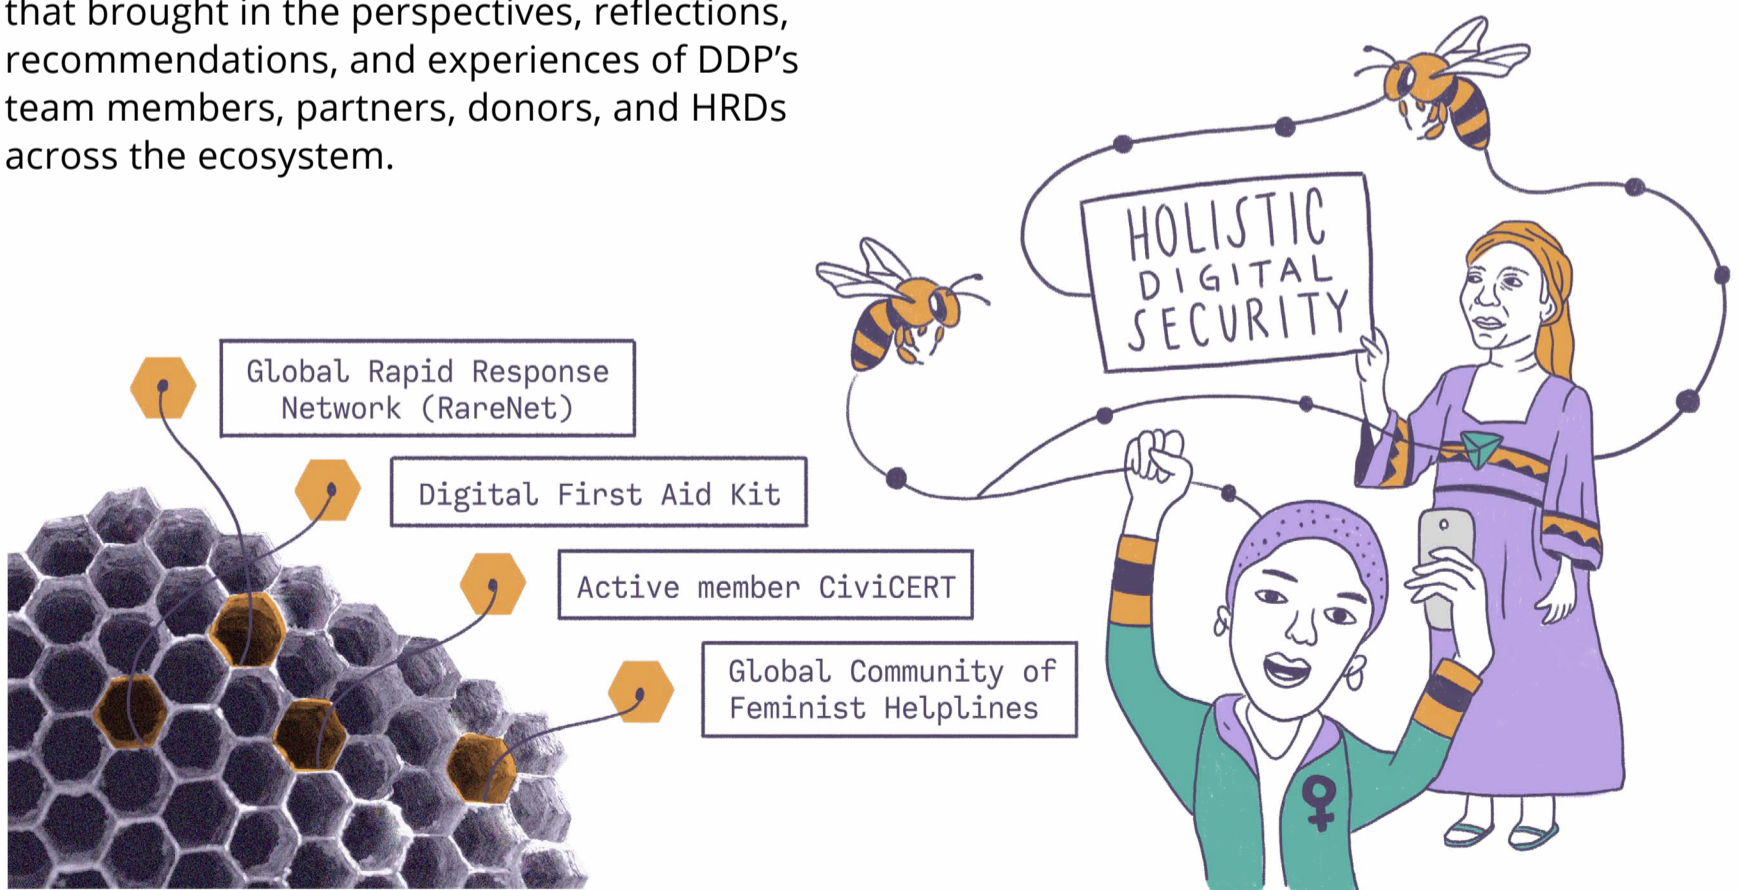 that brought in the perspectives, reflections,
recommendations, and experiences of DDP’s
team members, partners, donors, and HRDs
across the ecosystem.
HOLISTIC
DIGITAL
SECURITY
Global Rapid Response
Network (RareNet)
Digital First Aid Kit
Active member CiviCERT
Global Community of
Feminist Helplines